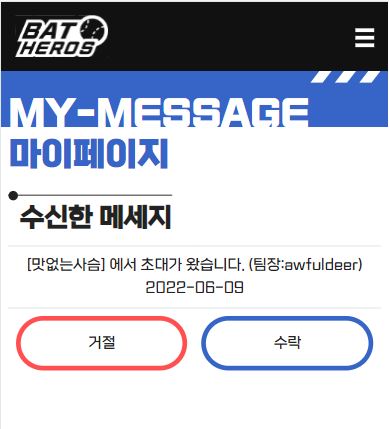 BAT
HEROS
MY-MESSAGE
마이페이지
수신한 메세지
[맛없는사슴] 에서 초대가 왔습니다. (팀장:awfuldeer)
2022-06-09
거절
수락